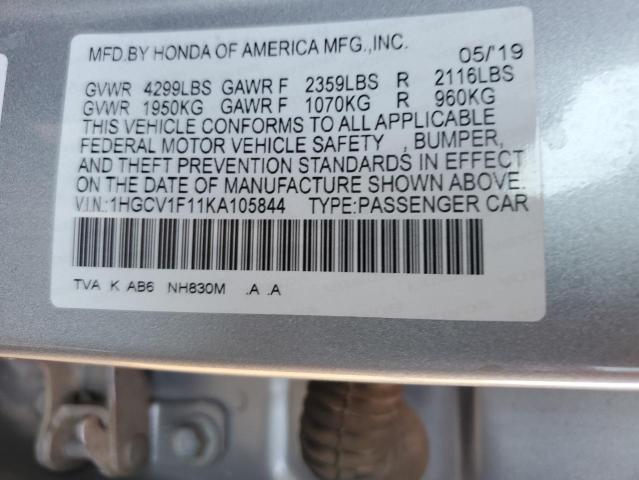 MFD.BY HONDA OF AMERICA MFG.,INC. 05/'19
GVWR 4299LBS GAWR F 2359LBS R 2116LBS
GVWR 1950KG GAWR F 1070KG R 960KG
THIS VEHICLE CONFORMS TO ALL APPLICABLE
FEDERAL MOTOR VEHICLE SAFETY , BUMPER,
AND THEFT PREVENTION STANDARDS IN EFFECT
ON THE DATE OF MANUFACTURE SHOWN ABOVE.
V.I.N.:1HGCV1F11KA105844 TYPE:PASSENGER CAR
TVA K AB6 NH830M .A .A